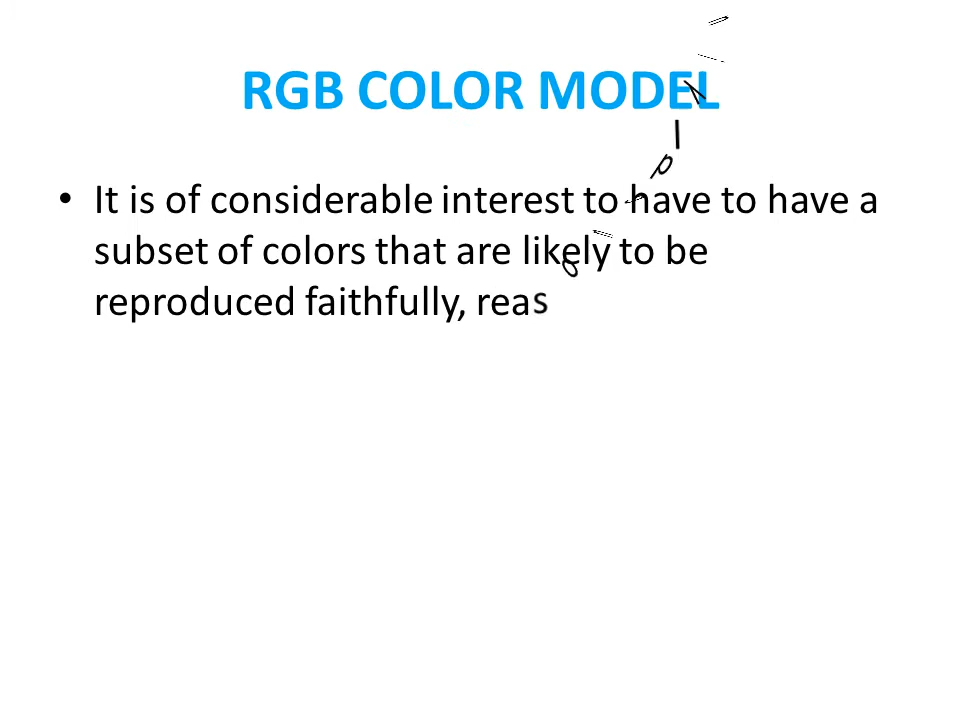 RGB COLOR MODEL
• It is of considerable interest to have to have a
subset of colors that are likely to be
reproduced faithfully, reas